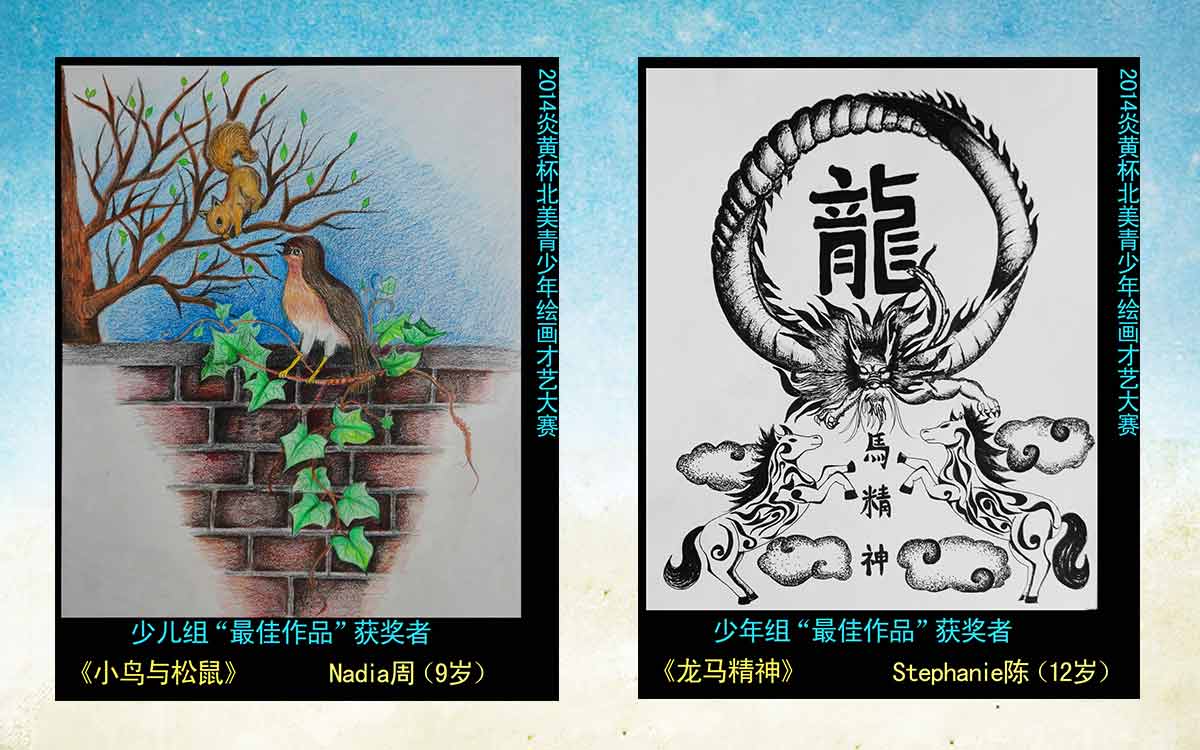 2014炎黄杯北美青少年绘画才艺大赛
少儿组“最佳作品”获奖者
《小鸟与松鼠》 Nadia周（9岁）
2014炎黄杯北美青少年绘画才艺大赛
龍
馬
精
神
少年组“最佳作品”获奖者
《龙马精神》 Stephanie陈（12岁）